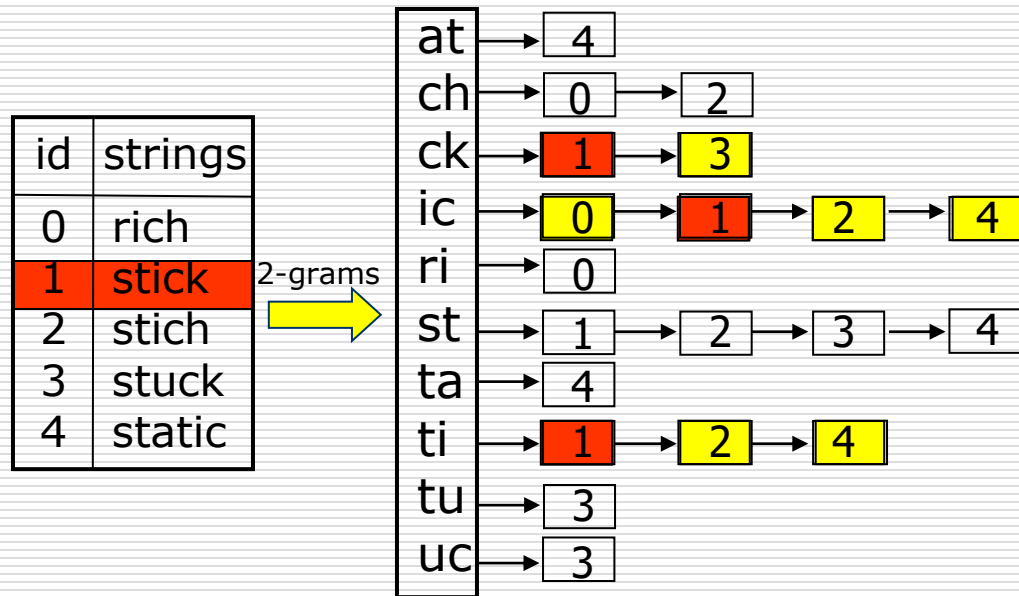 id strings
0 rich
1 stick
2 stich
3 stuck
4 static
2-grams
at 4
ch 0 2
ck 1 3
ic 0 1 2 4
ri 0
st 1 2 3 4
ta 4
ti 1 2 4
tu 3
uc 3